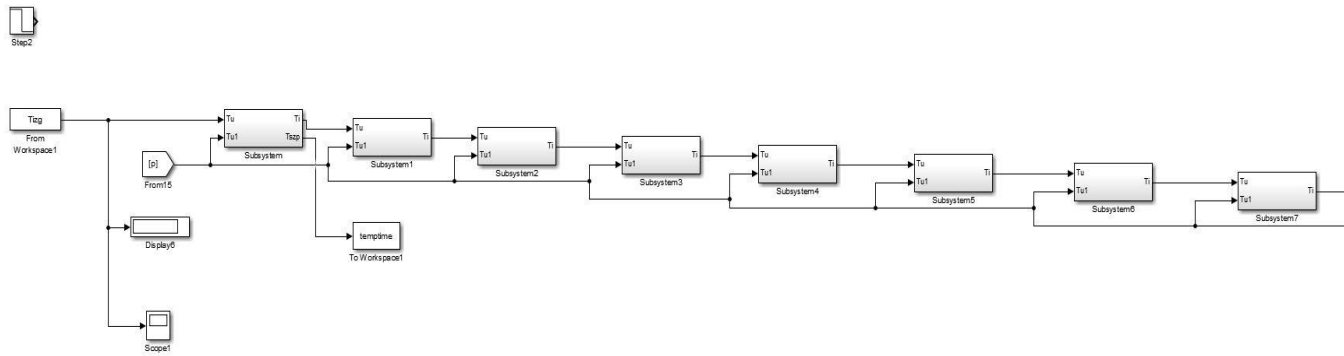 Step2
Tizg
From
Workspace1
[p]
From15
Display6
Scope1
Tu Ti
Tu1 Tszp
Subsystem
temptime
To Workspace1
Tu Ti
Tu1
Subsystem1
Tu Ti
Tu1
Subsystem2
Tu Ti
Tu1
Subsystem3
Tu Ti
Tu1
Subsystem4
Tu Ti
Tu1
Subsystem5
Tu Ti
Tu1
Subsystem6
Tu Ti
Tu1
Subsystem7